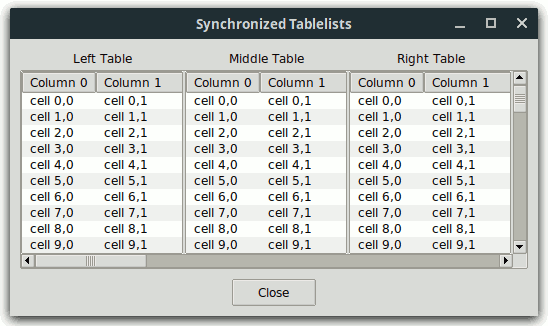 Synchronized Tablelists
Left Table Middle Table Right Table
Column 0 Column 1 Column 0 Column 1 Column 0 Column 1
cell 0,0 cell 0,1 cell 0,0 cell 0,1 cell 0,0 cell 0,1
cell 1,0 cell 1,1 cell 1,0 cell 1,1 cell 1,0 cell 1,1
cell 2,0 cell 2,1 cell 2,0 cell 2,1 cell 2,0 cell 2,1
cell 3,0 cell 3,1 cell 3,0 cell 3,1 cell 3,0 cell 3,1
cell 4,0 cell 4,1 cell 4,0 cell 4,1 cell 4,0 cell 4,1
cell 5,0 cell 5,1 cell 5,0 cell 5,1 cell 5,0 cell 5,1
cell 6,0 cell 6,1 cell 6,0 cell 6,1 cell 6,0 cell 6,1
cell 7,0 cell 7,1 cell 7,0 cell 7,1 cell 7,0 cell 7,1
cell 8,0 cell 8,1 cell 8,0 cell 8,1 cell 8,0 cell 8,1
cell 9,0 cell 9,1 cell 9,0 cell 9,1 cell 9,0 cell 9,1
Close